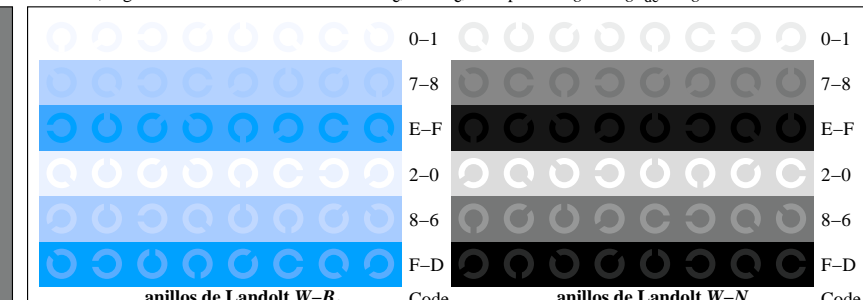 0–1 0–1
7–8 7–8
E–F E–F
2–0 2–0
8–6 8–6
F–D F–D
anillos de Landolt W–B Code anillos de Landolt W–N Code